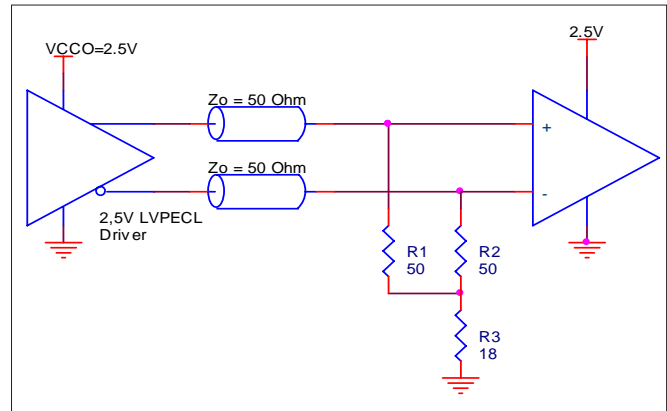 VCCO=2.5V
2.5V
Zo = 50 Ohm
+
Zo = 50 Ohm
-
2,5V LVPECL
Driver
R1
50
R2
50
R3
18